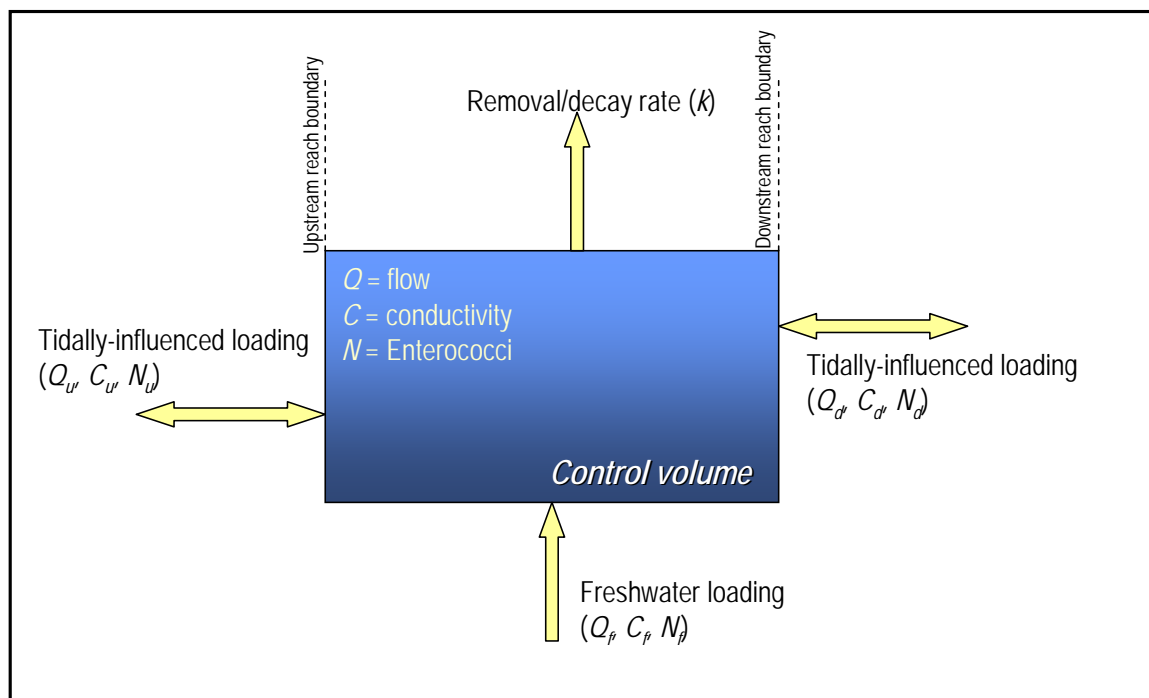 Upstream reach boundary
Downstream reach boundary
Removal/decay rate (k)
Q = flow
C = conductivity
N = Enterococci
Tidally-influenced loading
(Qu, Cu, Nu)
Tidally-influenced loading
(Qd, Cd, Nd)
Control volume
Freshwater loading
(Qf, Cf, Nf)